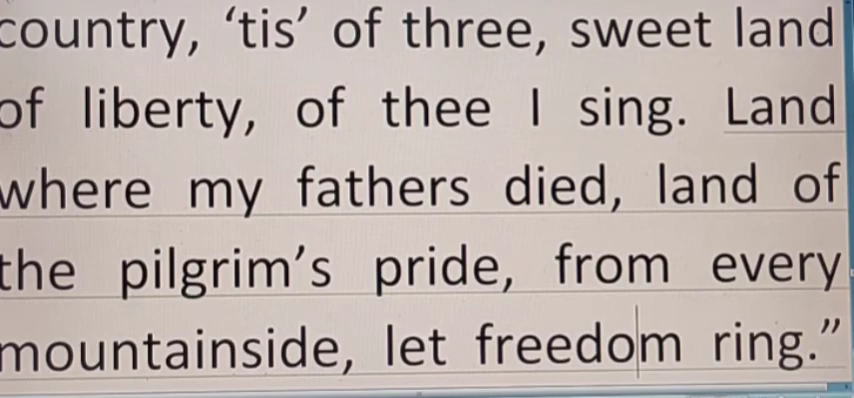 country, ‘tis’ of three, sweet land
of liberty, of thee I sing. Land
where my fathers died, land of
the pilgrim’s pride, from every
mountainside, let freedom ring.”